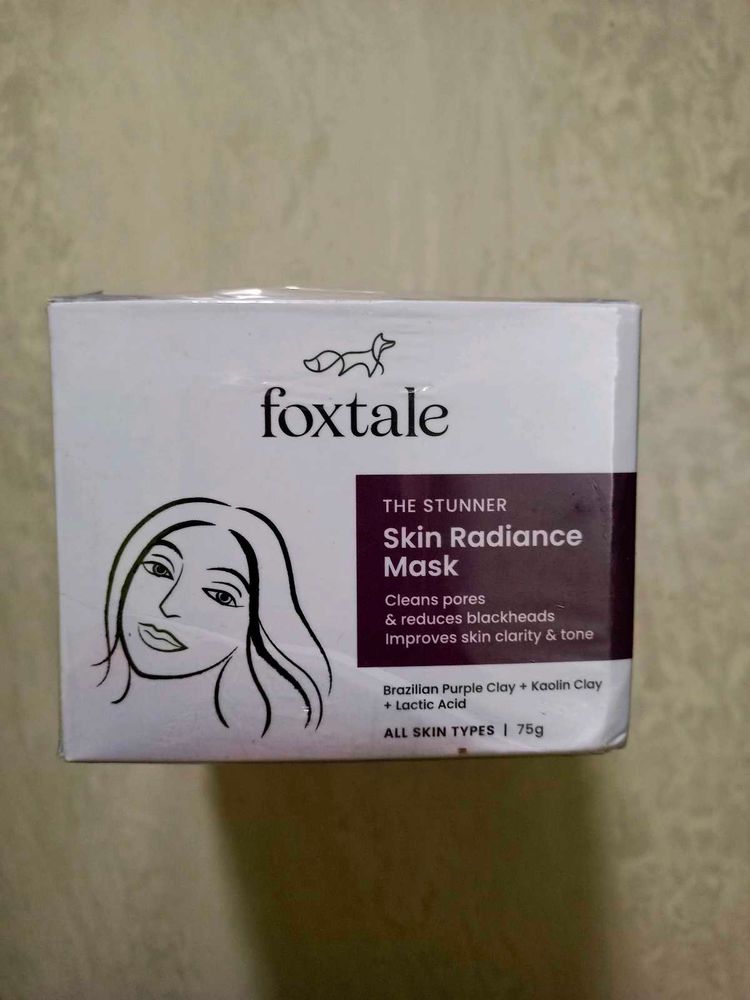 foxtale
THE STUNNER
Skin Radiance
Mask
Cleans pores
& reduces blackheads
Improves skin clarity & tone
Brazilian Purple Clay + Kaolin Clay
+ Lactic Acid
ALL SKIN TYPES | 75g